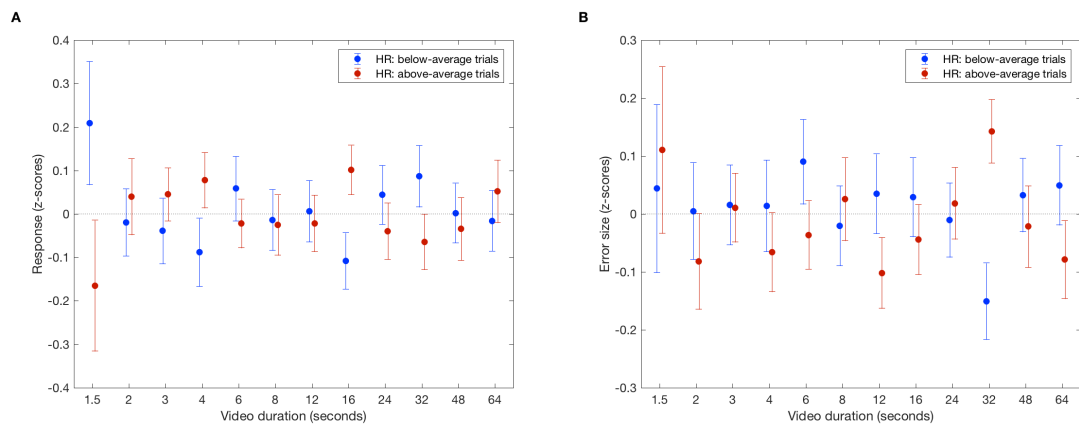 A
HR: below-average trials
HR: above-average trials
Response (z-scores)
0.4
0.3
0.2
0.1
0
-0.1
-0.2
-0.3
-0.4
1.5 2 3 4 6 8 12 16 24 32 48 64
Video duration (seconds)
B
HR: below-average trials
HR: above-average trials
Error size (z-scores)
0.3
0.2
0.1
0
-0.1
-0.2
-0.3
1.5 2 3 4 6 8 12 16 24 32 48 64
Video duration (seconds)